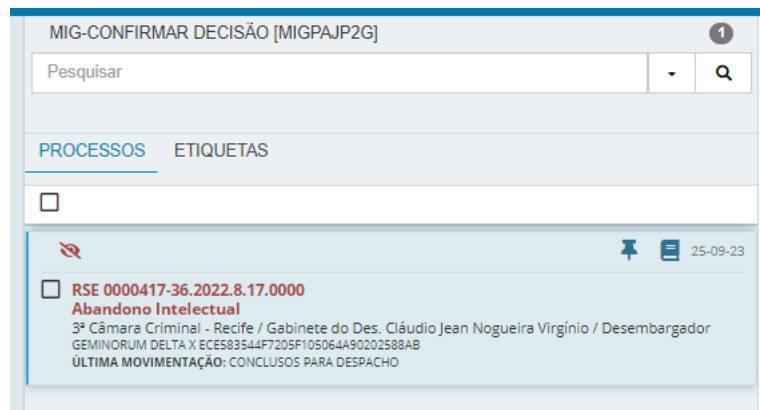 MIG-CONFIRMAR DECISÃO [MIGPAJP2G] 1
Pesquisar
PROCESSOS ETIQUETAS
25-09-23
RSE 0000417-36.2022.8.17.0000
Abandono Intelectual
3ª Câmara Criminal - Recife / Gabinete do Des. Cláudio Jean Nogueira Virgínio / Desembargador
GEMINORUM DELTA X ECE583544F7205F105064A90202588AB
ÚLTIMA MOVIMENTAÇÃO: CONCLUSOS PARA DESPACHO